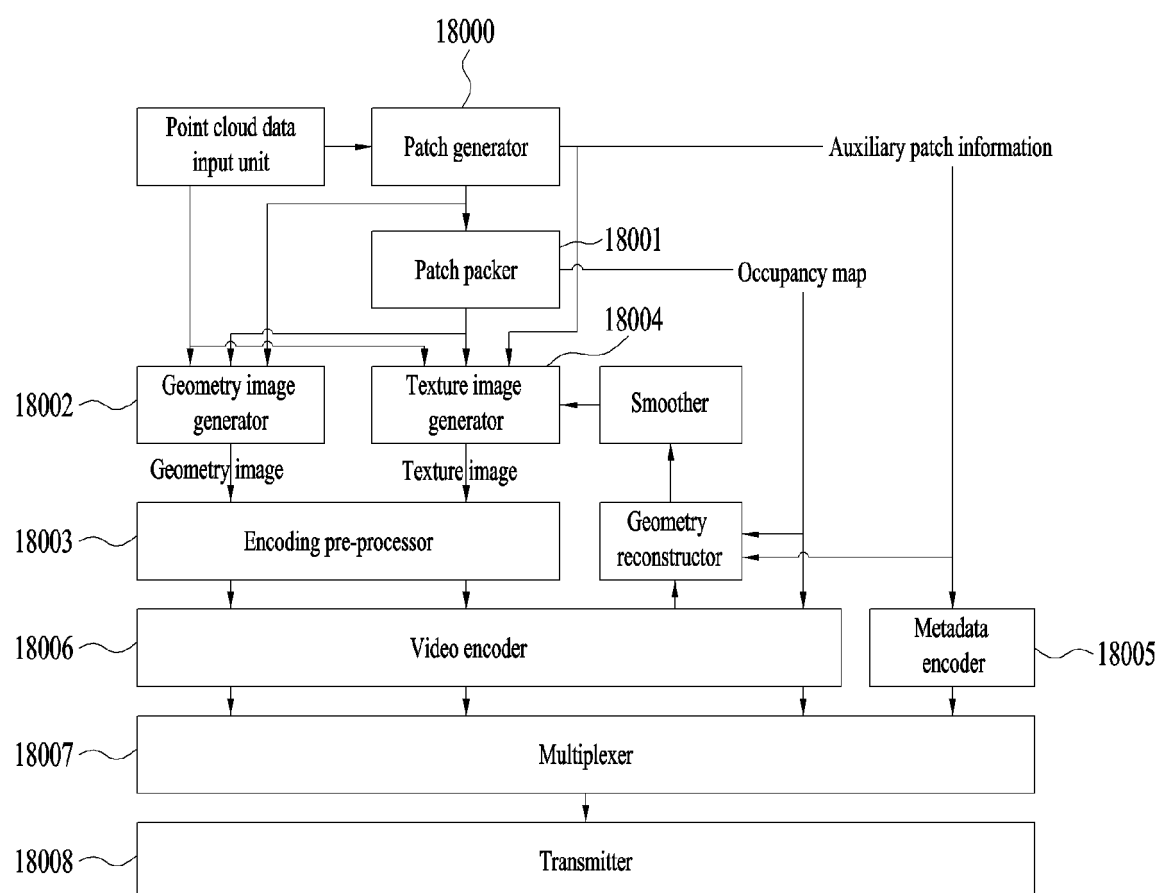 18000
Point cloud data
input unit
Patch generator
Auxiliary patch information
18001
Patch packer
Occupancy map
18004
18002
Geometry image
generator
Texture image
generator
Smoother
Geometry image
Texture image
18003
Encoding pre-processor
Geometry
reconstructor
18006
Video encoder
Metadata
encoder
18005
18007
Multiplexer
18008
Transmitter